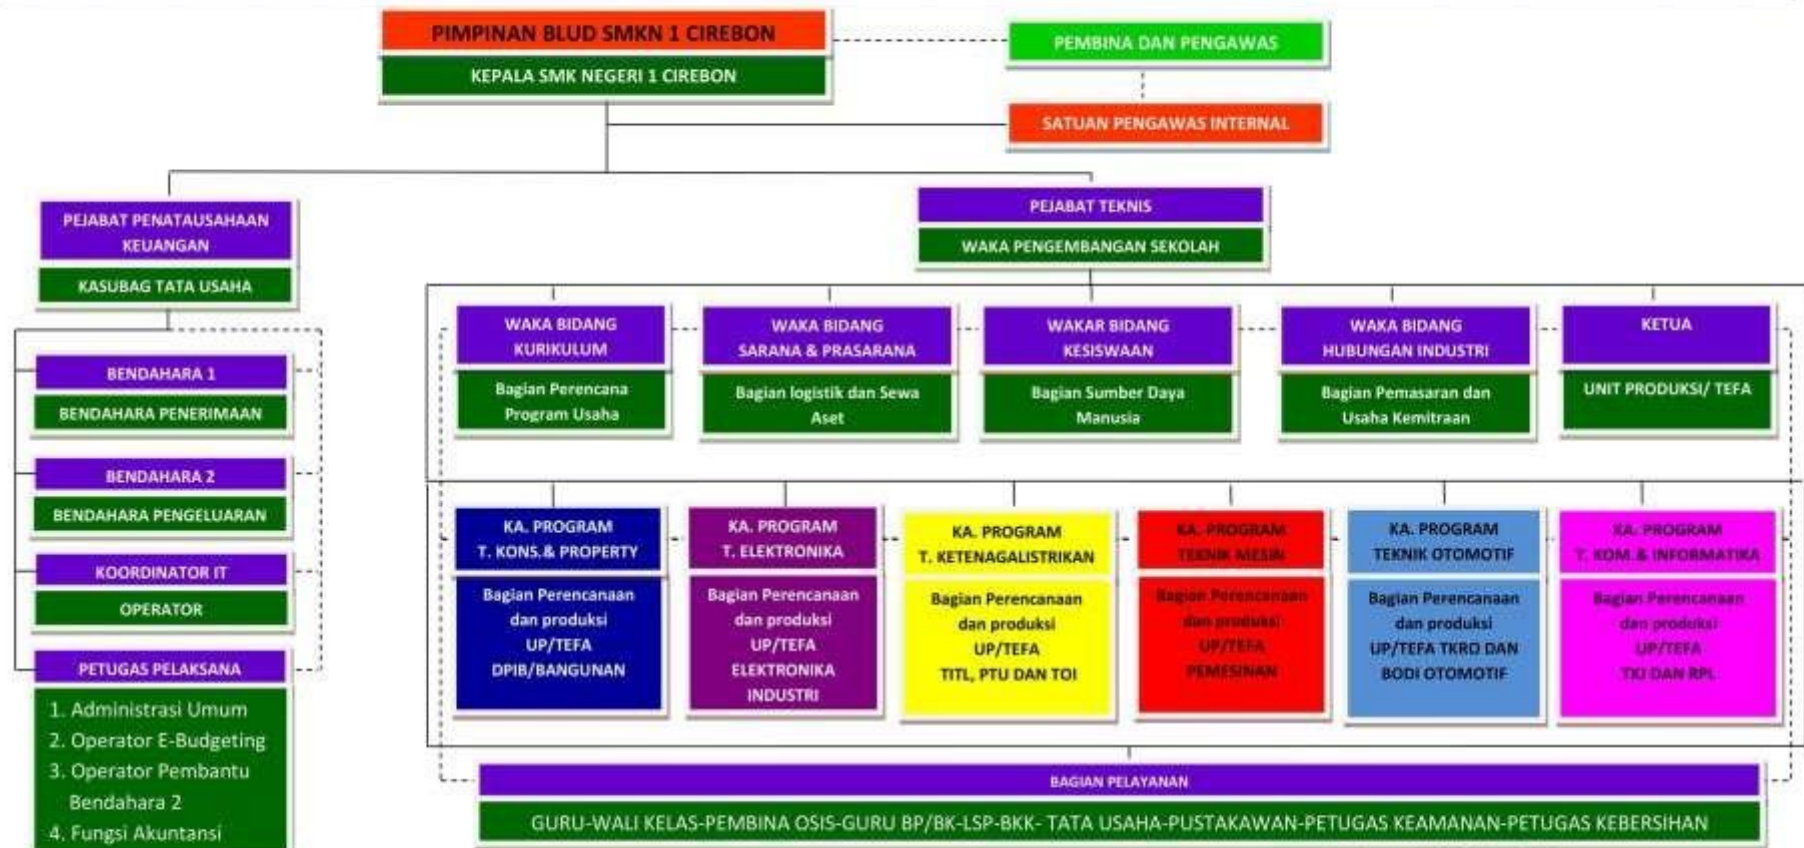 PIMPINAN BLUD SMKN 1 CIREBON
KEPALA SMK NEGERI 1 CIREBON
PEMBINA DAN PENGAWAS
SATUAN PENGAWAS INTERNAL
PEJABAT PENATAUSAHAAN
KEUANGAN
KASUBAG TATA USAHA
BENDAHARA 1
BENDAHARA PENERIMAAN
BENDAHARA 2
BENDAHARA PENGELUARAN
KOORDINATOR IT
OPERATOR
PETUGAS PELAKSANA
1. Administrasi Umum
2. Operator E-Budgeting
3. Operator Pembantu
Bendahara 2
4. Fungsi Akuntansi
PEJABAT TEKNIS
WAKA PENGEMBANGAN SEKOLAH
WAKA BIDANG
KURIKULUM
Bagian Perencana
Program Usaha
WAKA BIDANG
SARANA & PRASARANA
Bagian logistik dan Sewa
Aset
WAKAR BIDANG
KESISWAAN
Bagian Sumber Daya
Manusia
WAKA BIDANG
HUBUNGAN INDUSTRI
Bagian Pemasaran dan
Usaha Kemitraan
KETUA
UNIT PRODUKSI/ TEFA
KA. PROGRAM
T. KONS.& PROPERTY
Bagian Perencanaan
dan produksi
UP/TEFA
DPIB/BANGUNAN
KA. PROGRAM
T. ELEKTRONIKA
Bagian Perencanaan
dan produksi
UP/TEFA
ELEKTRONIKA
INDUSTRI
KA. PROGRAM
T. KETENAGALISTRIKAN
Bagian Perencanaan
dan produksi
UP/TEFA
TITL, PTU DAN TOI
KA. PROGRAM
TEKNIK MESIN
Bagian Perencanaan
dan produksi
UP/TEFA
PEMESINAN
KA. PROGRAM
TEKNIK OTOMOTIF
Bagian Perencanaan
dan produksi
UP/TEFA TKRO DAN
BODI OTOMOTIF
KA. PROGRAM
T. KOM.& INFORMATIKA
Bagian Perencanaan
dan produksi
UP/TEFA
TKJ DAN RPL
BAGIAN PELAYANAN
GURU-WALI KELAS-PEMBINA OSIS-GURU BP/BK-LSP-BKK- TATA USAHA-PUSTAKAWAN-PETUGAS KEAMANAN-PETUGAS KEBERSIHAN